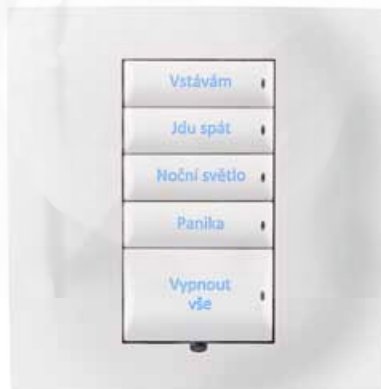 Vstávám
Jdu spát
Noční světlo
Panika
Vypnout
vše